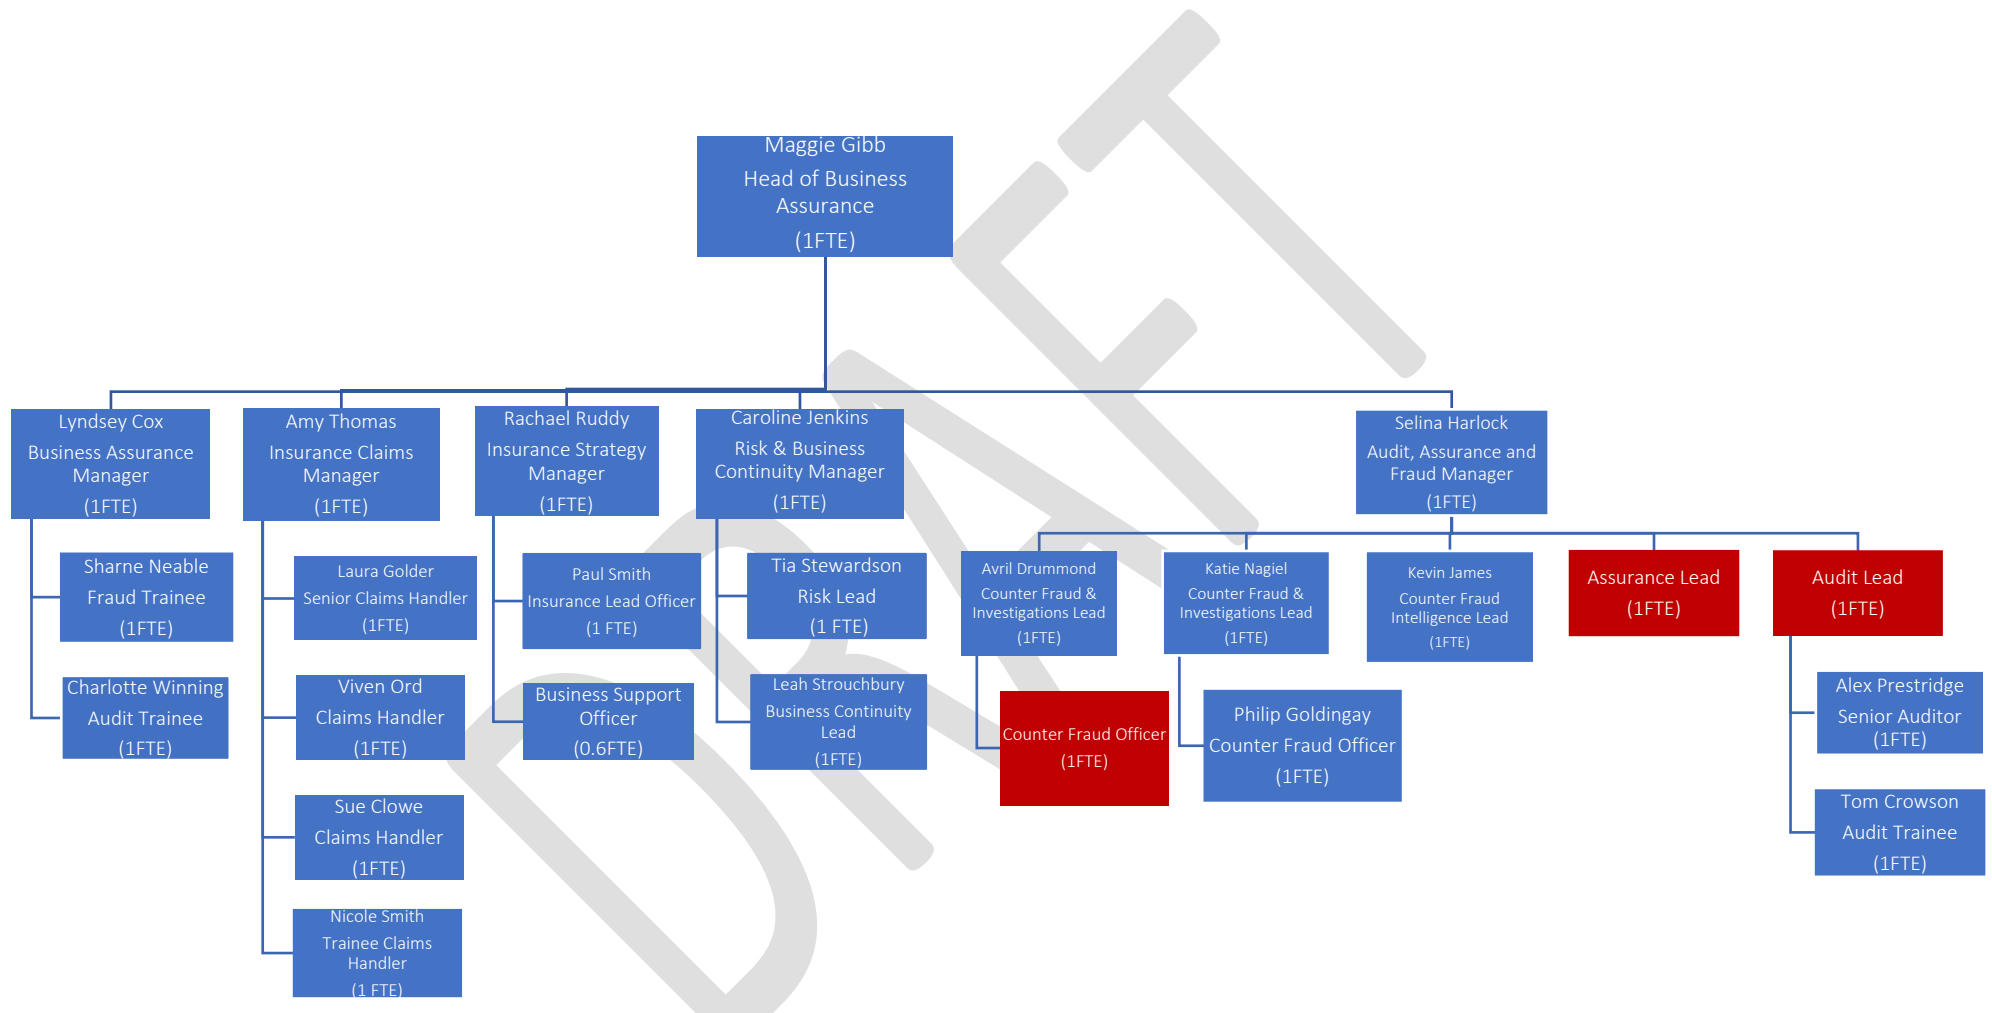 DRAFT
Maggie Gibb
Head of Business
Assurance
(1FTE)
Lyndsey Cox
Business Assurance
Manager
(1FTE)
Amy Thomas
Insurance Claims
Manager
(1FTE)
Rachael Ruddy
Insurance Strategy
Manager
(1FTE)
Caroline Jenkins
Risk & Business
Continuity Manager
(1FTE)
Selina Harlock
Audit, Assurance and
Fraud Manager
(1FTE)
Sharne Neable
Fraud Trainee
(1FTE)
Charlotte Winning
Audit Trainee
(1FTE)
Laura Golder
Senior Claims Handler
(1FTE)
Viven Ord
Claims Handler
(1FTE)
Sue Clowe
Claims Handler
(1FTE)
Nicole Smith
Trainee Claims
Handler
(1 FTE)
Paul Smith
Insurance Lead Officer
(1 FTE)
Business Support
Officer
(0.6FTE)
Tia Stewardson
Risk Lead
(1 FTE)
Leah Strouchbury
Business Continuity
Lead
(1FTE)
Avril Drummond
Counter Fraud &
Investigations Lead
(1FTE)
Counter Fraud Officer
(1FTE)
Katie Nagiel
Counter Fraud &
Investigations Lead
(1FTE)
Philip Goldingay
Counter Fraud Officer
(1FTE)
Kevin James
Counter Fraud
Intelligence Lead
(1FTE)
Assurance Lead
(1FTE)
Audit Lead
(1FTE)
Alex Prestridge
Senior Auditor
(1FTE)
Tom Crowson
Audit Trainee
(1FTE)